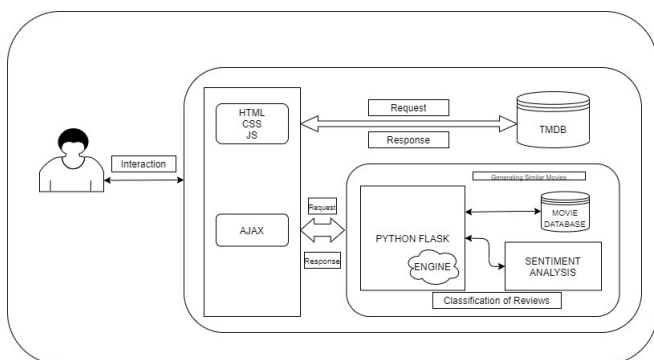 HTML
CSS
JS
Request
Response
TMDB
Interaction
Generating Similar Movies
Request
AJAX
Response
PYTHON FLASK
ENGINE
MOVIE
DATABASE
SENTIMENT
ANALYSIS
Classification of Reviews